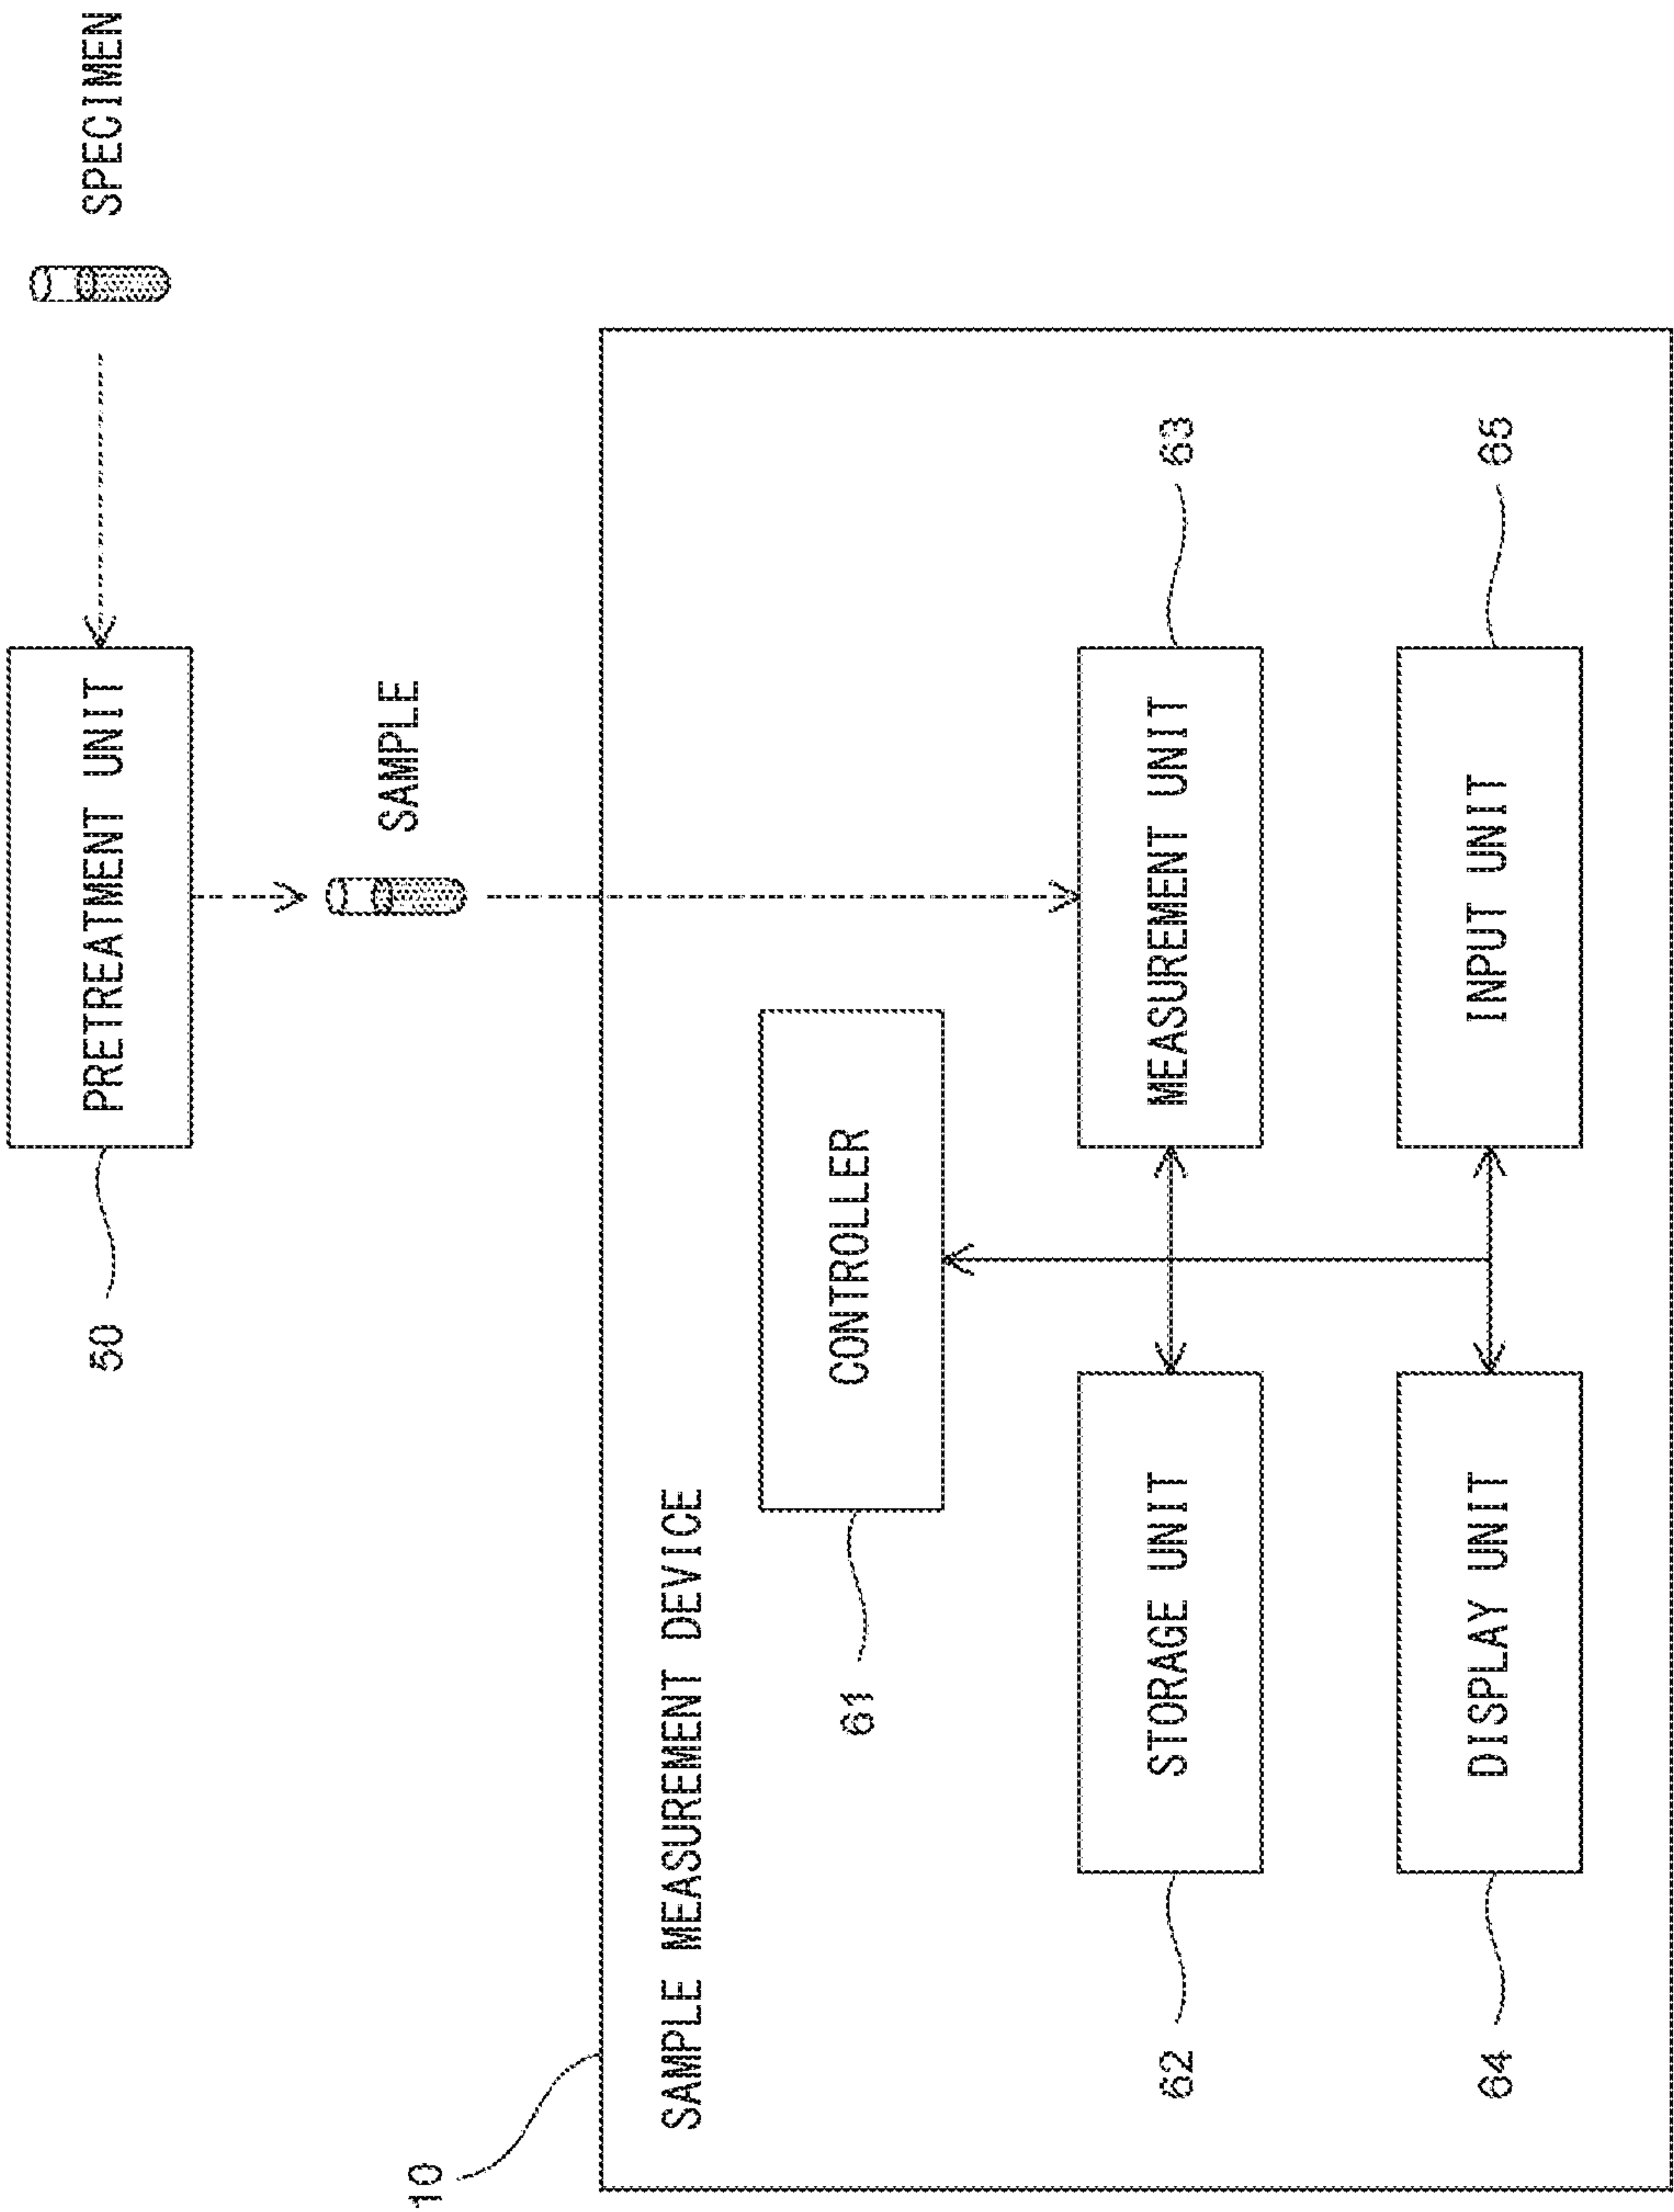 SPECIMEN
PRETREATMENT UNIT
50
SAMPLE
10
SAMPLE MEASUREMENT DEVICE
CONTROLLER
61
62
STORAGE UNIT
MEASUREMENT UNIT
63
64
DISPLAY UNIT
INPUT UNIT
65